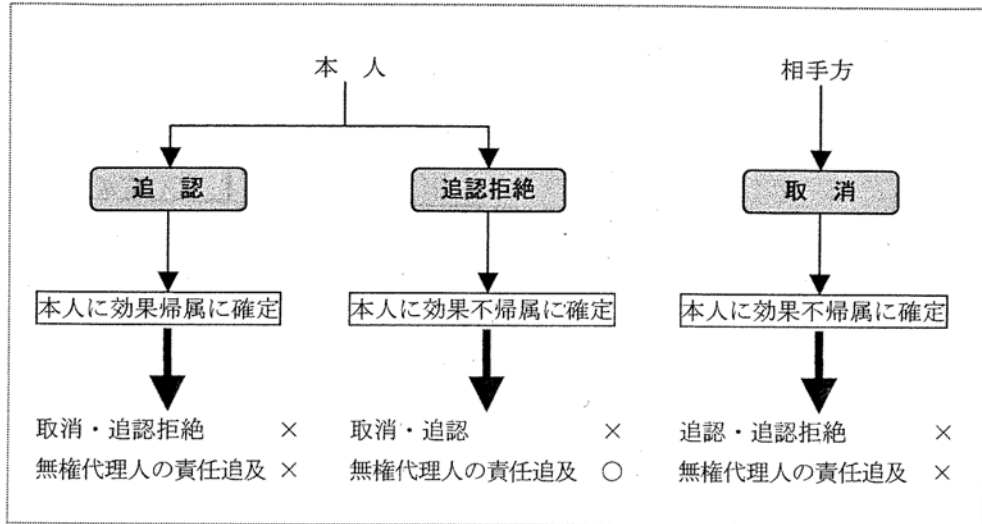 本 人
相手方
追 認
追認拒絶
取 消
本人に効果帰属に確定
本人に効果不帰属に確定
本人に効果不帰属に確定
取消・追認拒絶 ×
無権代理人の責任追及 ×
取消・追認 ×
無権代理人の責任追及 ○
追認・追認拒絶 ×
無権代理人の責任追及 ×